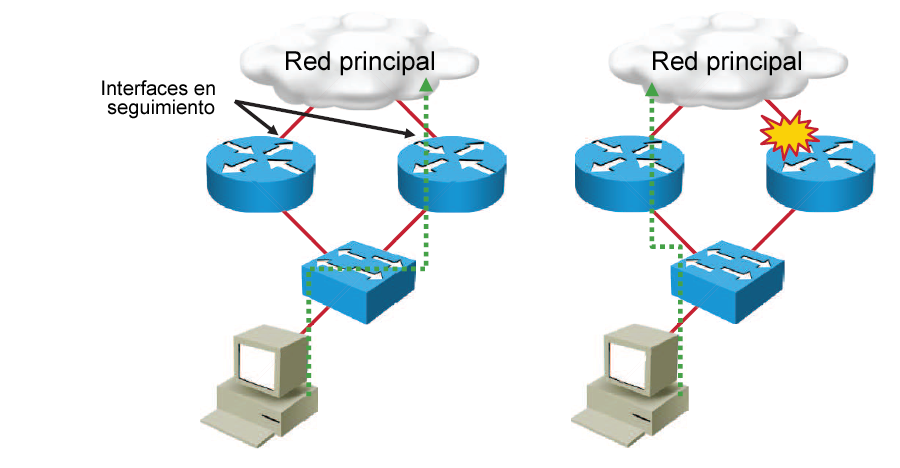 Red principal
Interfaces en
seguimiento
Red principal